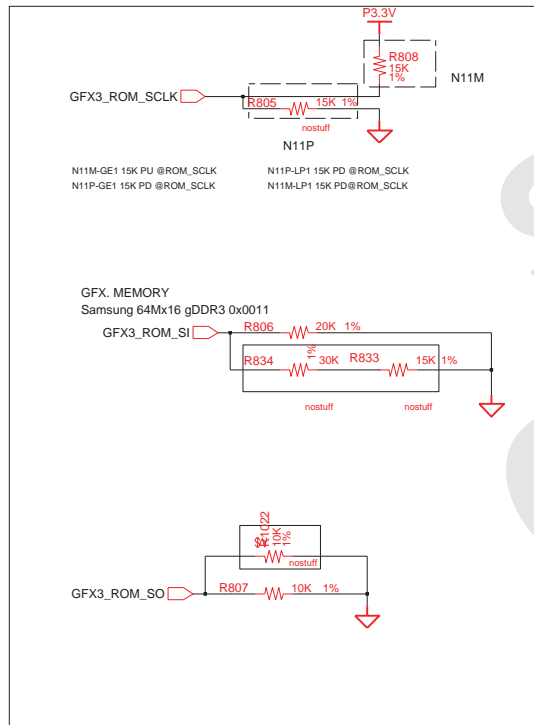 P3.3V
R808
15K
1%
N11M
GFX3_ROM_SCLK
R805 15K 1%
nostuff
N11P
N11M-GE1 15K PU @ROM_SCLK N11P-LP1 15K PD @ROM_SCLK
N11P-GE1 15K PD @ROM_SCLK N11M-LP1 15K PD@ROM_SCLK
GFX. MEMORY
Samsung 64Mx16 gDDR3 0x0011
GFX3_ROM_SI
R806 20K 1%
R834 1% 30K R833 15K 1%
nostuff nostuff
R1022
10K
1%
nostuff
GFX3_ROM_SO
R807 10K 1%